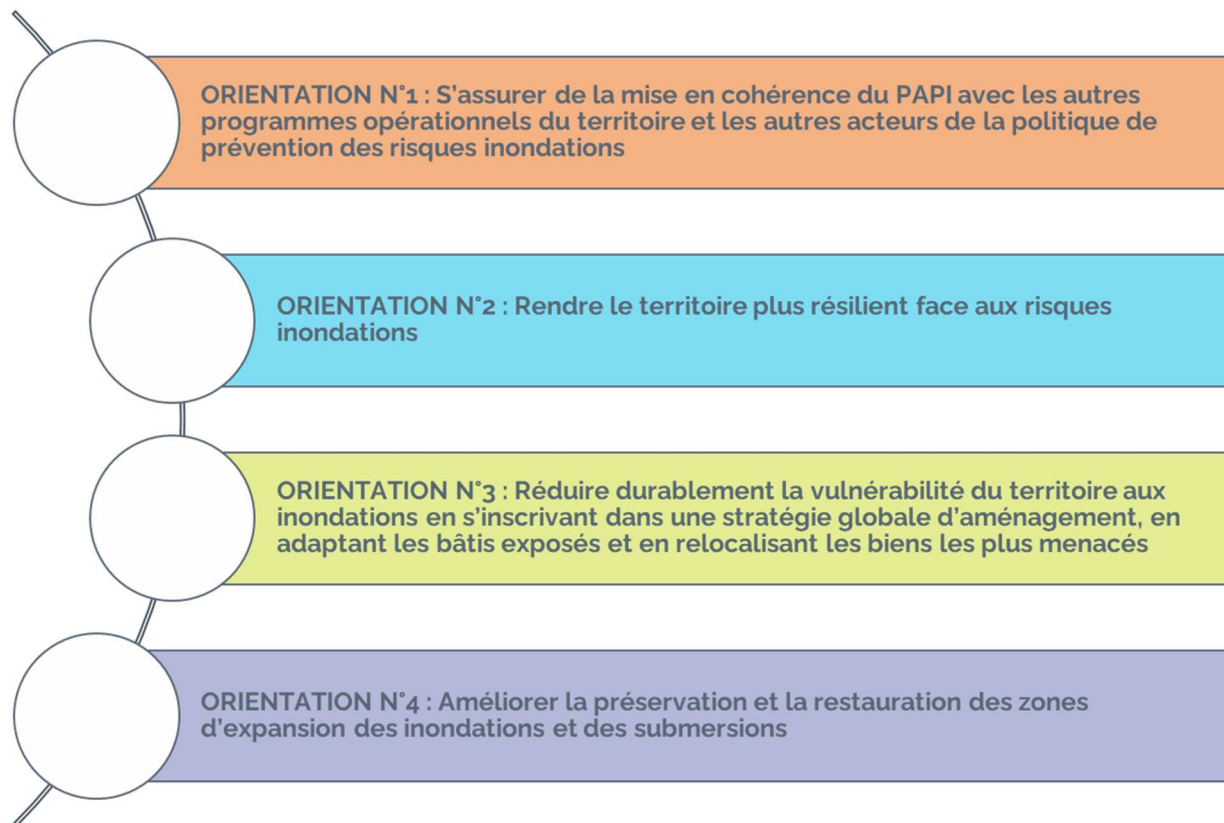 ORIENTATION N°1 : S’assurer de la mise en cohérence du PAPI avec les autres
programmes opérationnels du territoire et les autres acteurs de la politique de
prévention des risques inondations
ORIENTATION N°2 : Rendre le territoire plus résilient face aux risques
inondations
ORIENTATION N°3 : Réduire durablement la vulnérabilité du territoire aux
inondations en s’inscrivant dans une stratégie globale d’aménagement, en
adaptant les bâtis exposés et en relocalisant les biens les plus menacés
ORIENTATION N°4 : Améliorer la préservation et la restauration des zones
d’expansion des inondations et des submersions